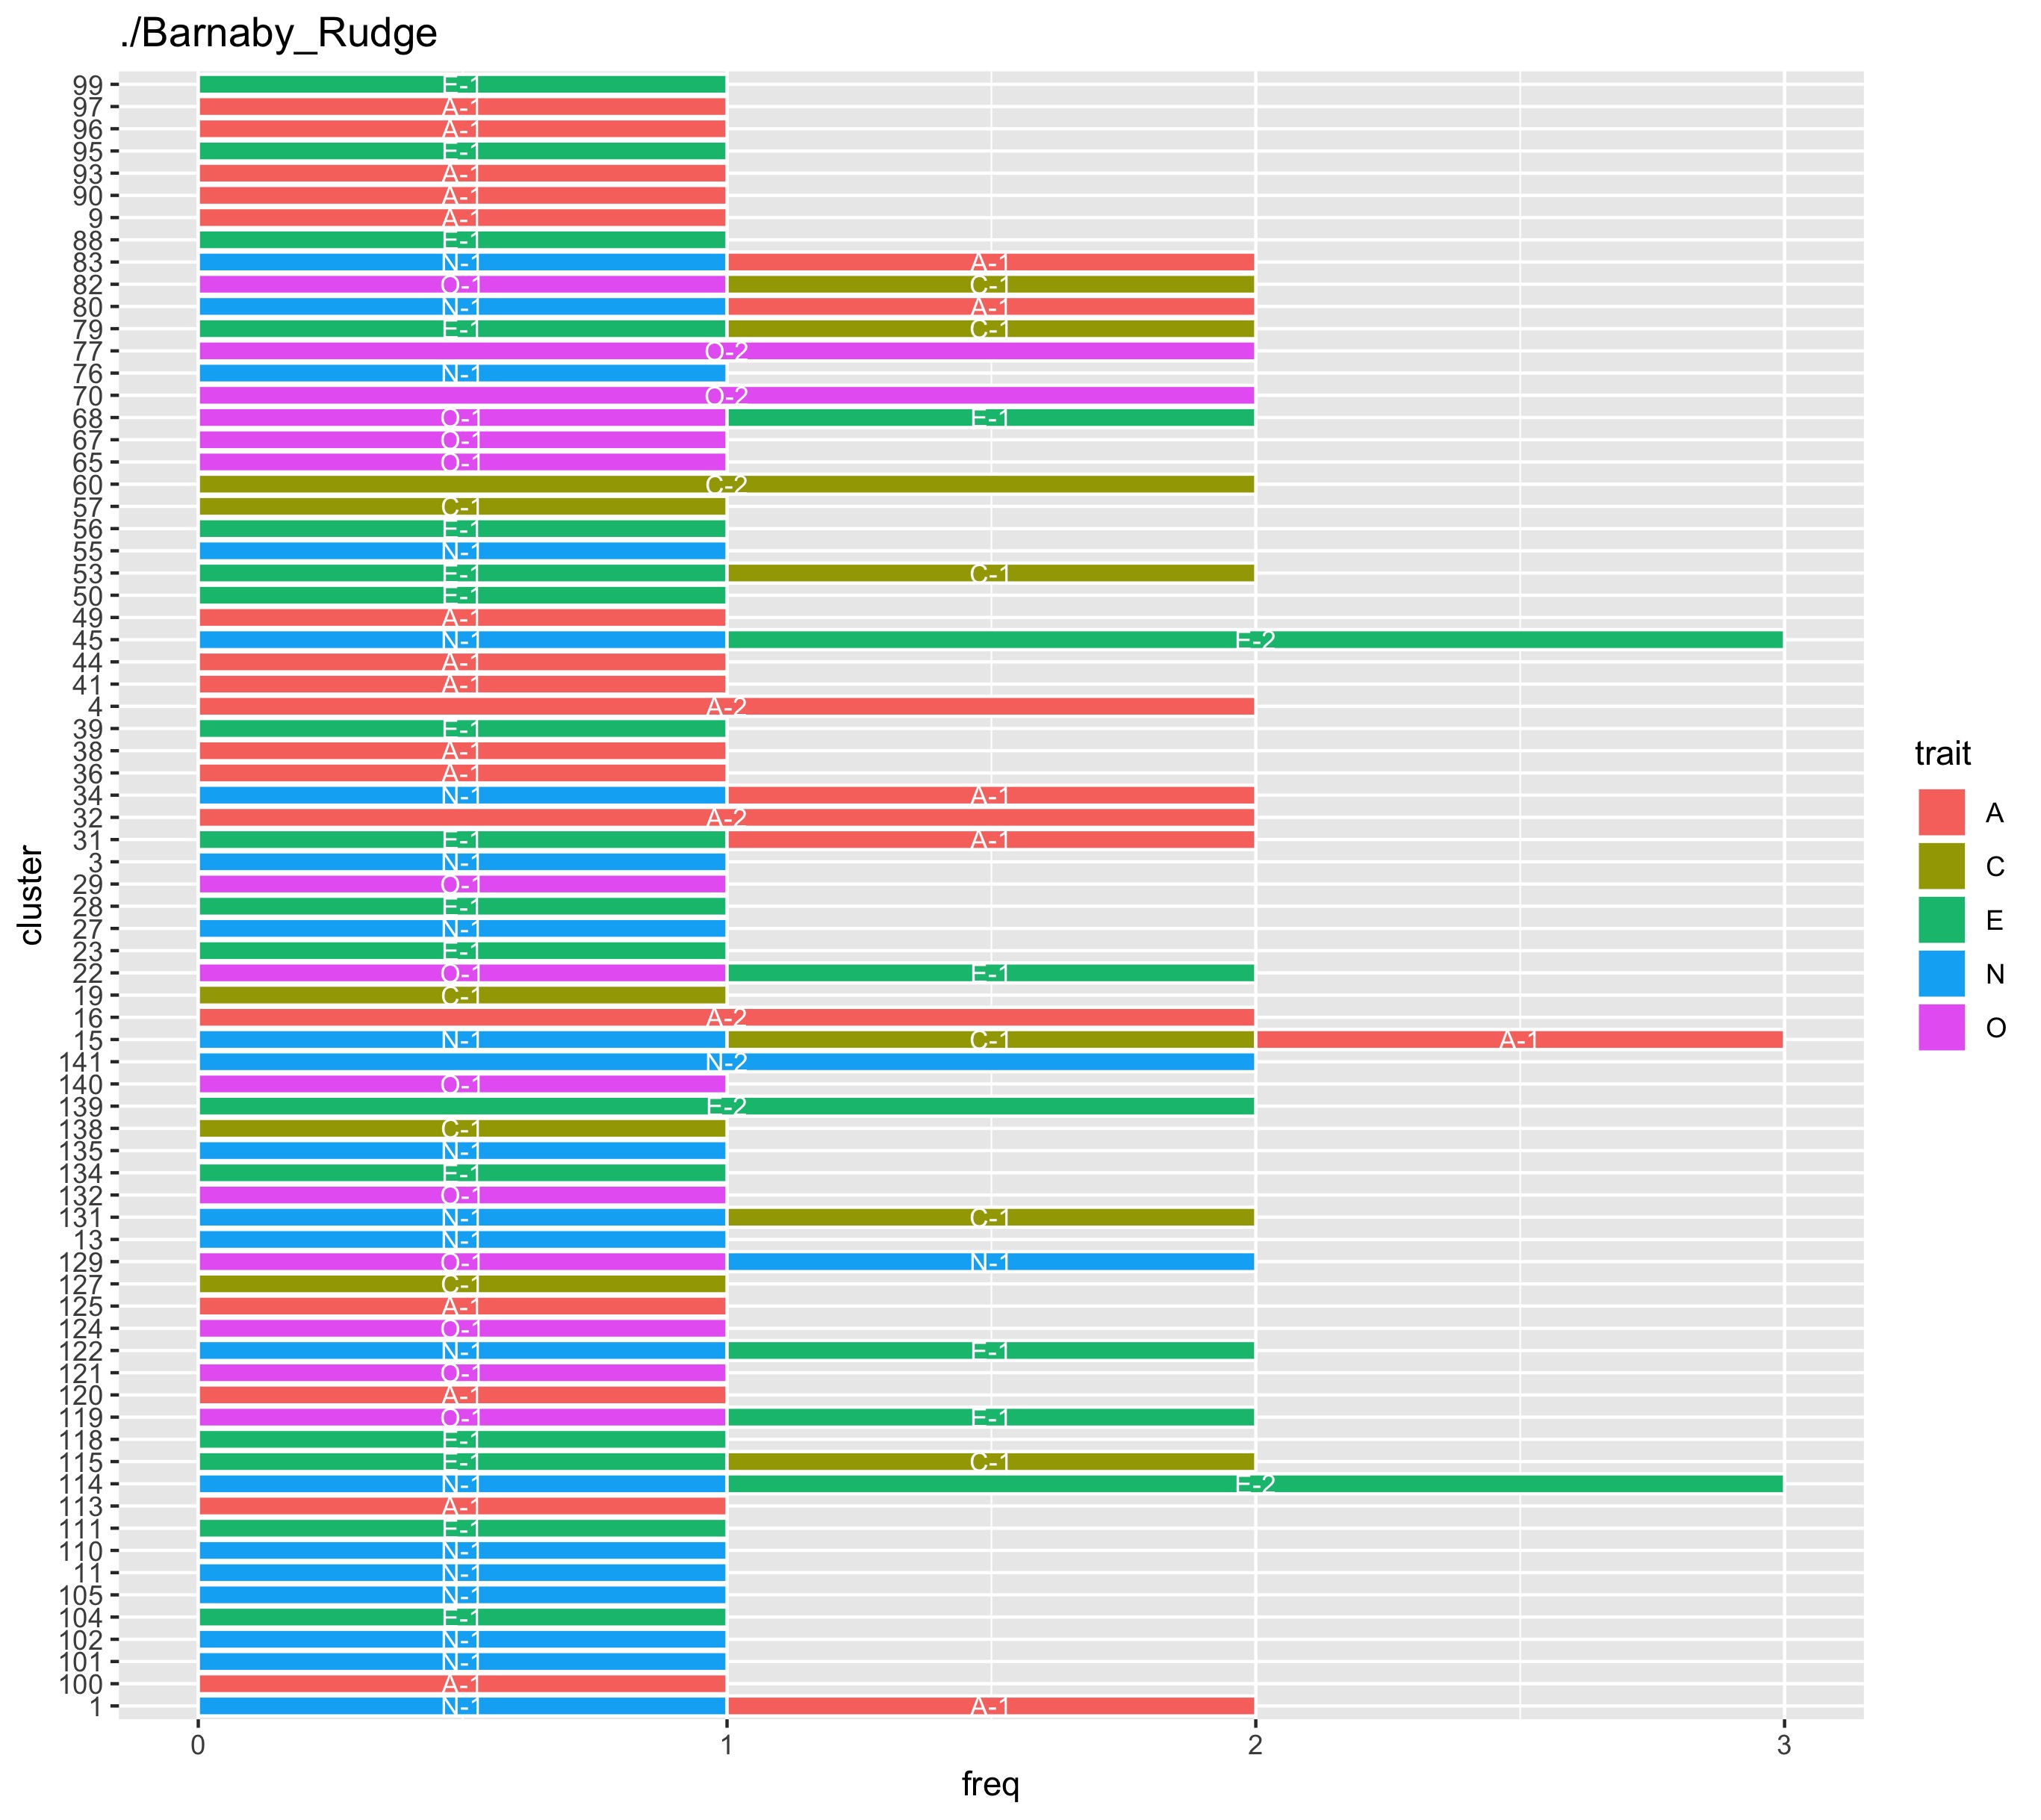 ./Barnaby_Rudge
99 E-1
97 A-1
96 A-1
95 E-1
93 A-1
90 A-1
9 A-1
88 E-1
83 N-1 A-1
82 O-1 C-1
80 N-1 A-1
79 E-1 C-1
77 O-2
76 N-1
70 O-2
68 O-1 E-1
67 O-1
65 O-1
60 C-2
57 C-1
56 E-1
55 N-1
53 E-1 C-1
50 E-1
49 A-1
45 N-1 E-2
44 A-1
41 A-1
4 A-2
39 E-1
38 A-1
36 A-1
34 N-1 A-1
32 A-2
31 E-1 A-1
3 N-1
29 O-1
28 E-1
27 N-1
23 E-1
22 O-1 E-1
19 C-1
16 A-2
15 N-1 C-1 A-1
141 N-2
140 O-1
139 E-2
138 C-1
135 N-1
134 E-1
132 O-1
131 N-1 C-1
13 N-1
129 O-1 N-1
127 C-1
125 A-1
124 O-1
122 N-1 E-1
121 O-1
120 A-1
119 O-1 E-1
118 E-1
115 E-1 C-1
114 N-1 E-2
113 A-1
111 E-1
110 N-1
11 N-1
105 N-1
104 E-1
102 N-1
101 N-1
100 A-1
1 N-1 A-1
0 1 2 3
freq
cluster
trait
A
C
E
N
O